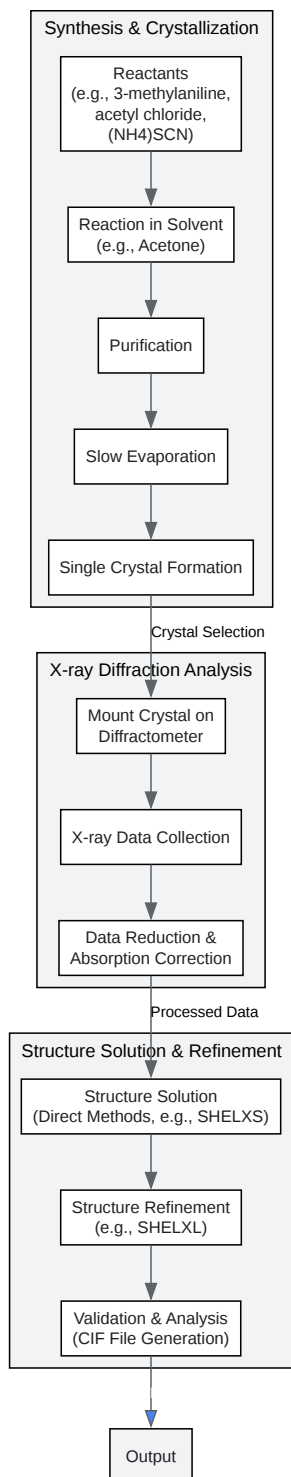 Synthesis & Crystallization
Reactants
(e.g., 3-methylaniline,
acetyl chloride,
(NH4)SCN)
Reaction in Solvent
(e.g., Acetone)
Purification
Slow Evaporation
Single Crystal Formation
Crystal Selection
X-ray Diffraction Analysis
Mount Crystal on
Diffractometer
X-ray Data Collection
Data Reduction &
Absorption Correction
Processed Data
Structure Solution & Refinement
Structure Solution
(Direct Methods, e.g., SHELXS)
Structure Refinement
(e.g., SHELXL)
Validation & Analysis
(CIF File Generation)
Output